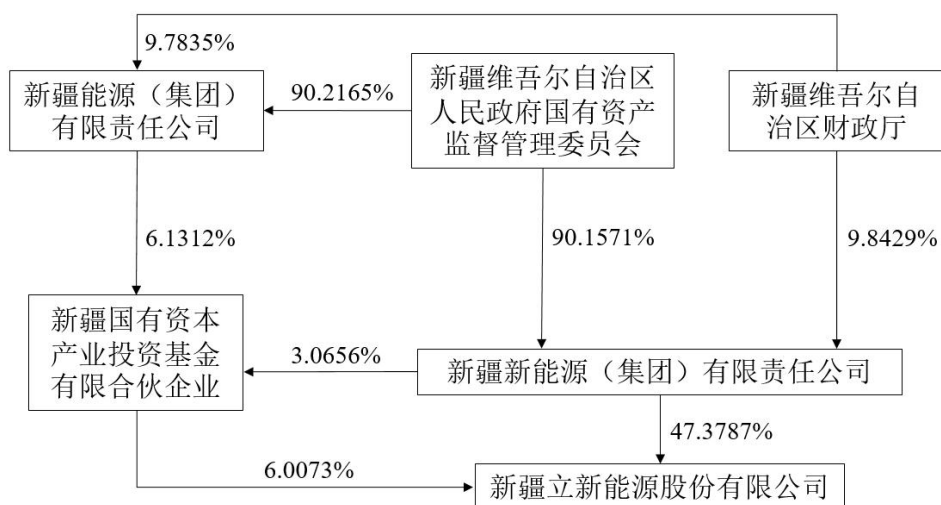 9.7835%
新疆能源（集团）
有限责任公司
90.2165%
新疆维吾尔自治区
人民政府国有资产
监督管理委员会
新疆维吾尔自
治区财政厅
6.1312%
90.1571%
9.8429%
新疆国有资本
产业投资基金
有限合伙企业
3.0656%
新疆新能源（集团）有限责任公司
47.3787%
6.0073%
新疆立新能源股份有限公司